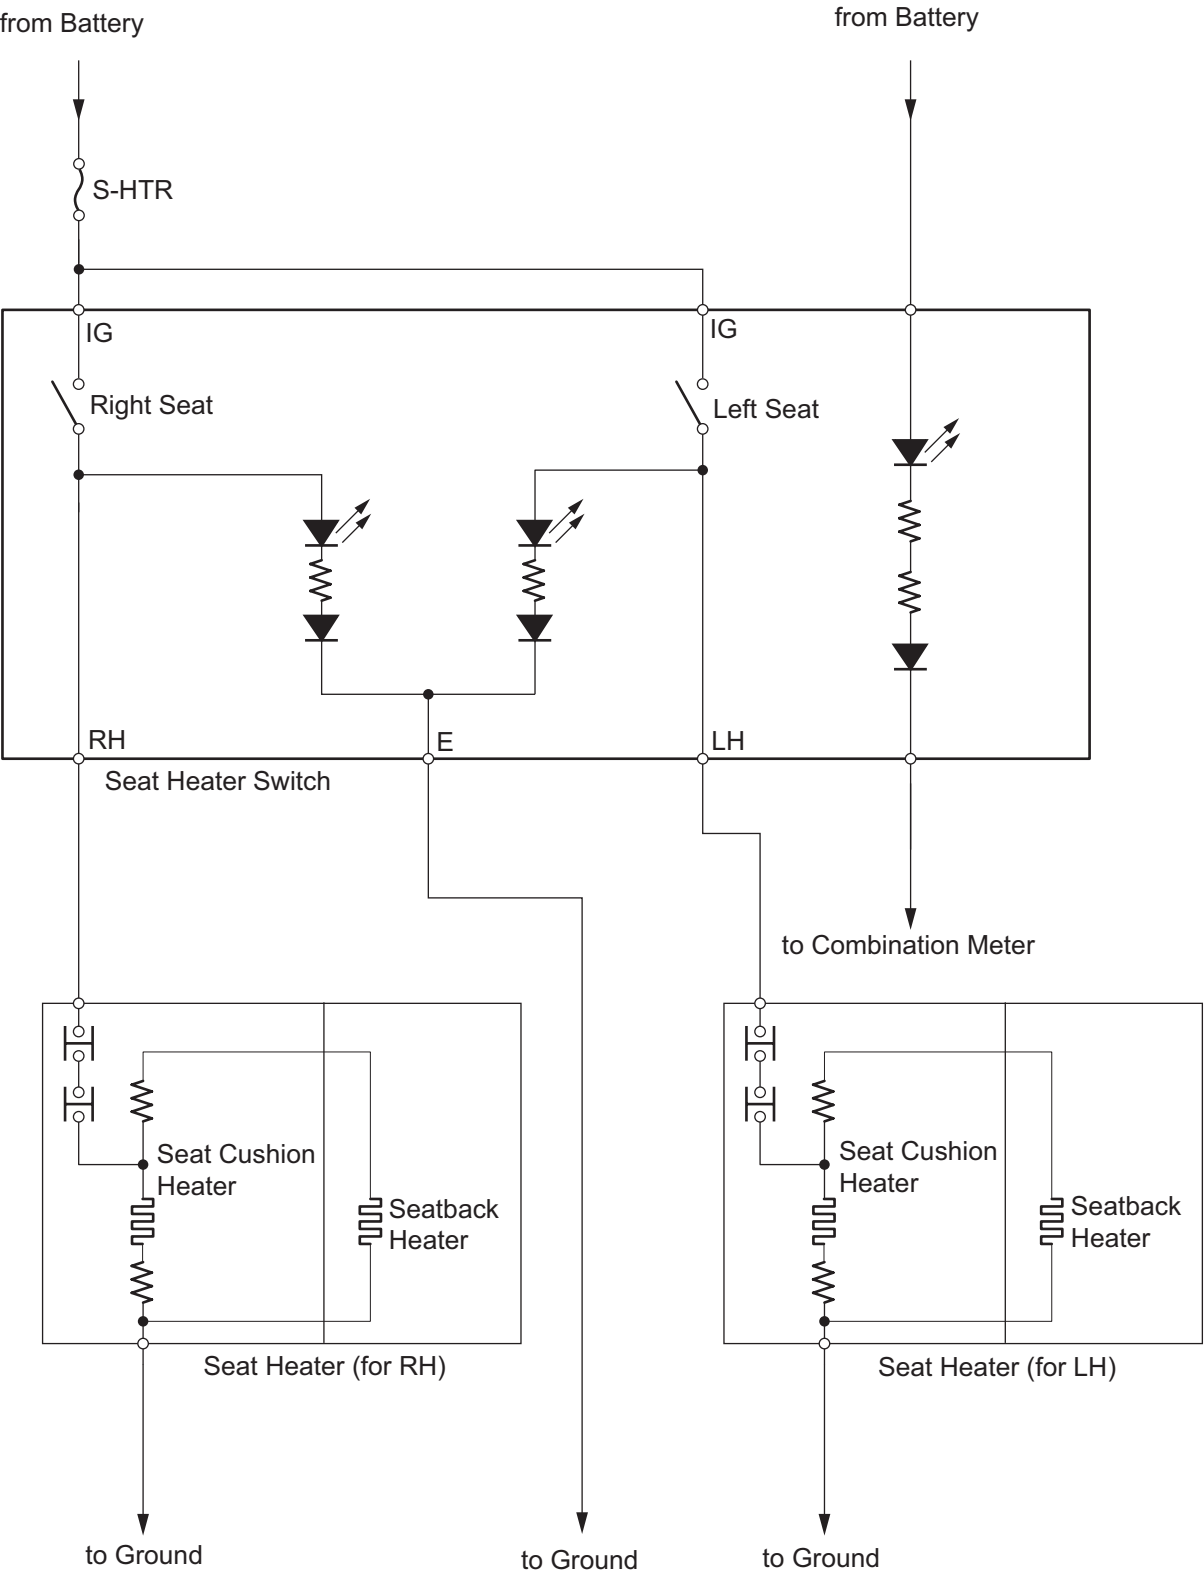 from Battery
from Battery
S-HTR
IG
IG
Right Seat
Left Seat
RH
E
LH
Seat Heater Switch
to Combination Meter
Seat Cushion
Heater
Seatback
Heater
Seat Cushion
Heater
Seatback
Heater
Seat Heater (for RH)
Seat Heater (for LH)
to Ground
to Ground
to Ground